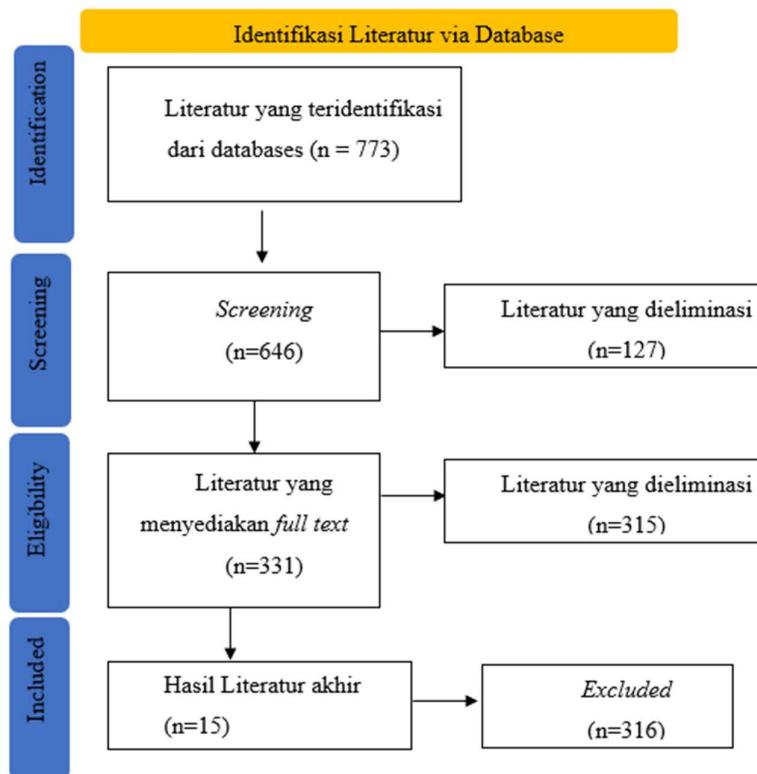 Identifikasi Literatur via Database
Identification
Literatur yang teridentifikasi
dari databases (n = 773)
Screening
Screening
(n=646)
Literatur yang dieliminasi
(n=127)
Eligibility
Literatur yang
menyediakan full text
(n=331)
Literatur yang dieliminasi
(n=315)
Included
Hasil Literatur akhir
(n=15)
Excluded
(n=316)